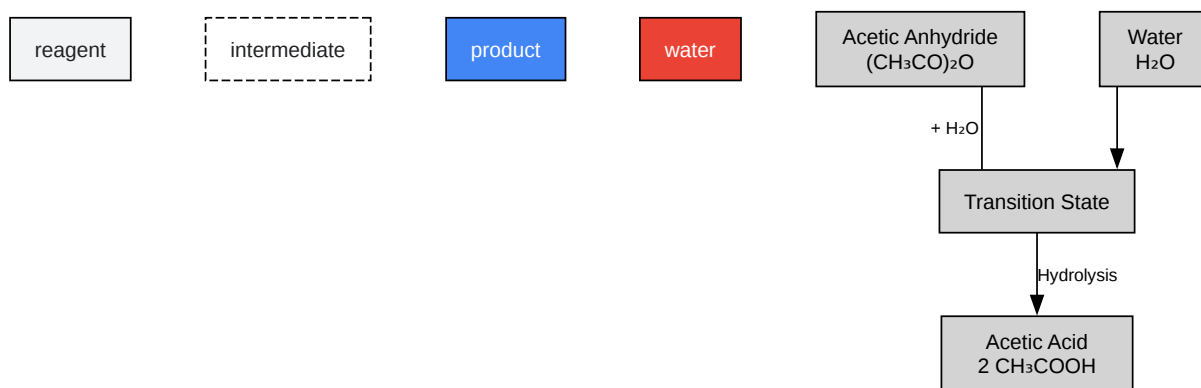 reagent
intermediate
product
water
Acetic Anhydride
(CH₃CO)₂O
Water
H₂O
+ H₂O
Transition State
Hydrolysis
Acetic Acid
2 CH₃COOH